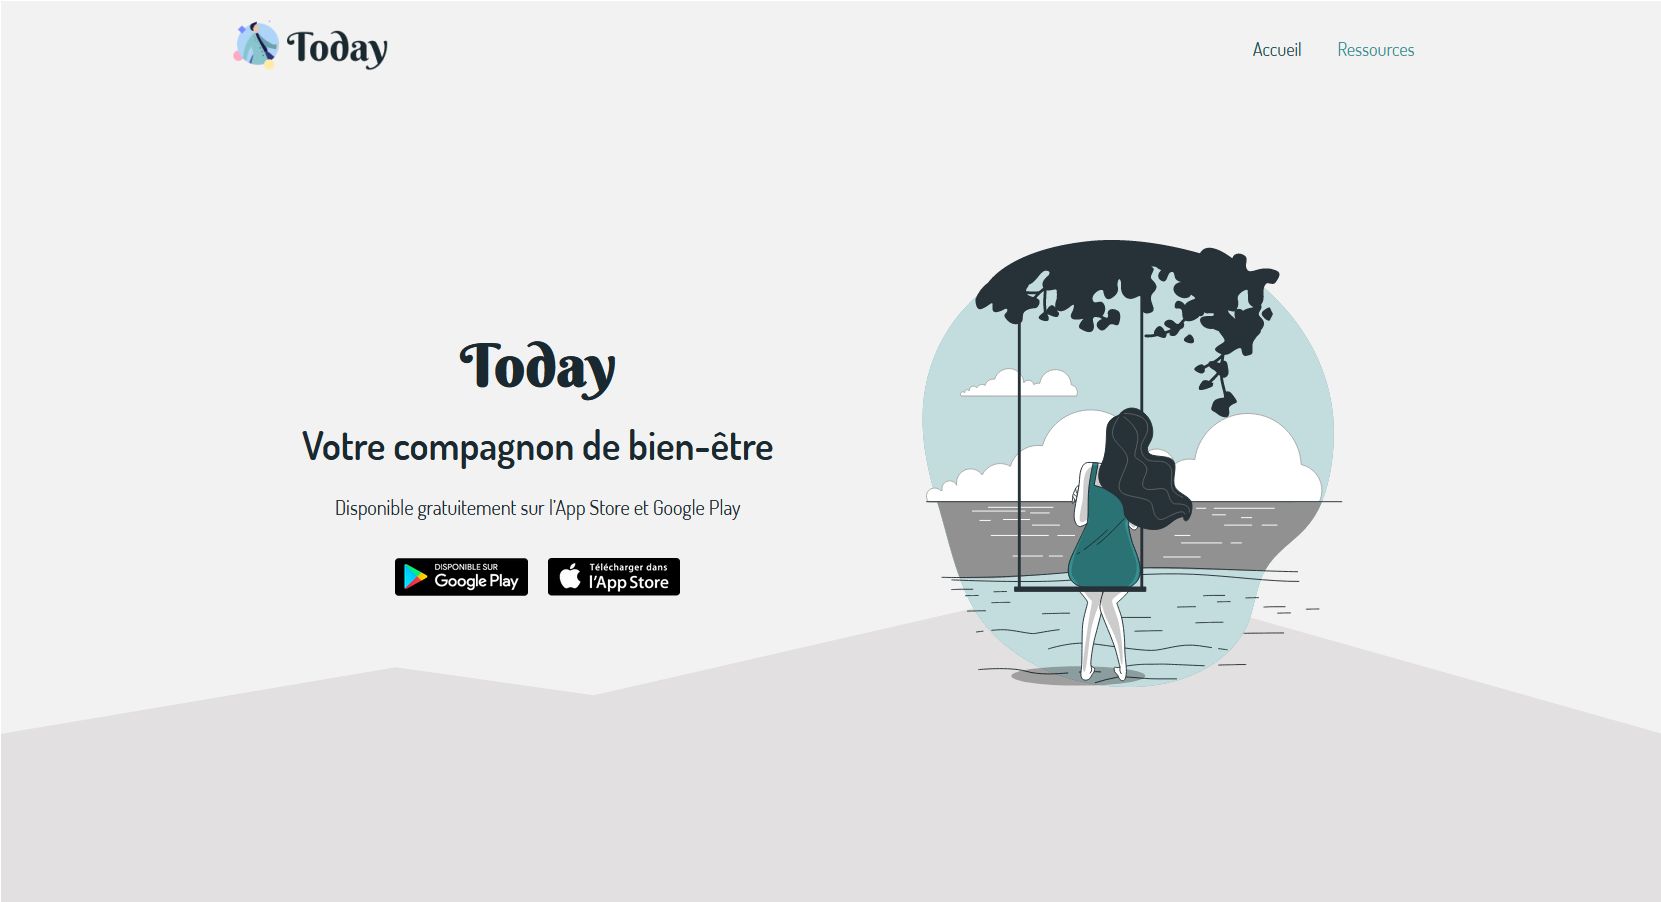 Today
Accueil
Ressources
Today
Votre compagnon de bien-être
Disponible gratuitement sur l'App Store et Google Play
DISPONIBLE SUR
Google Play
Télécharger dans
l'App Store